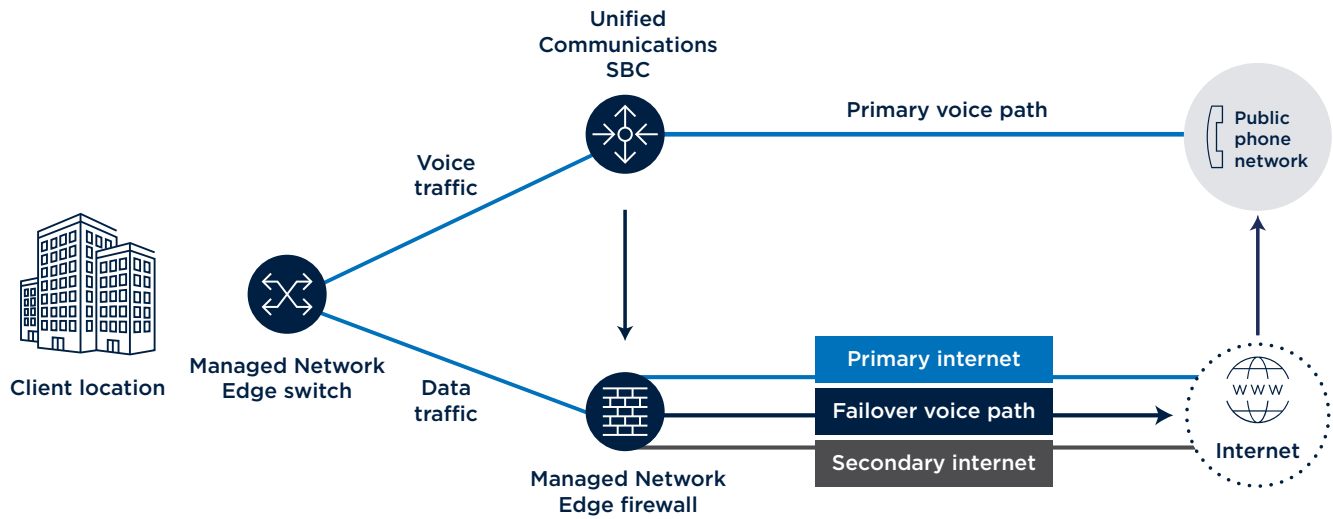 Unified
Communications
SBC
Primary voice path
Public
phone
network
Voice
traffic
Client location
Managed Network
Edge switch
Data
traffic
Primary internet
Failover voice path
Secondary internet
WWW
Internet
Managed Network
Edge firewall